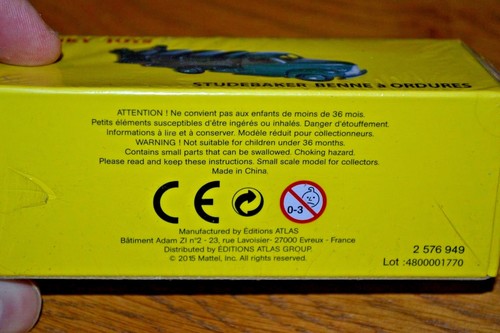 KY TOYS
STUDEBAKER BENNE à ORDURES
ATTENTION ! Ne convient pas aux enfants de moins de 36 mois.
Petits éléments susceptibles d'être ingérés ou inhalés. Danger d'étouffement.
Informations à lire et à conserver. Modèle réduit pour collectionneurs.
WARNING ! Not suitable for children under 36 months.
Contains small parts that can be swallowed. Choking hazard.
Please read and keep these instructions. Small scale model for collectors.
Made in China.
CE
0-3
Manufactured by Éditions ATLAS
Bâtiment Adam ZI n°2 - 23, rue Lavoisier- 27000 Evreux - France
Distributed by ÉDITIONS ATLAS GROUP.
© 2015 Mattel, Inc. All rights reserved.
2 576 949
Lot :4800001770